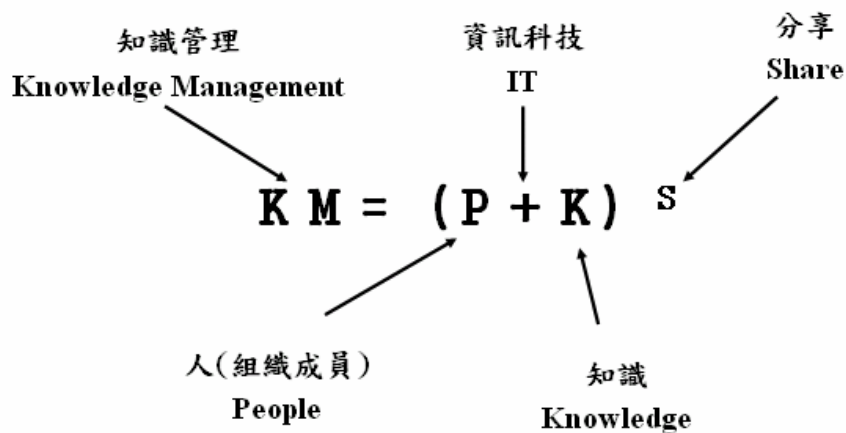 知識管理
Knowledge Management
資訊科技
IT
分享
Share
K M = (P + K) S
人(組織成員)
People
知識
Knowledge